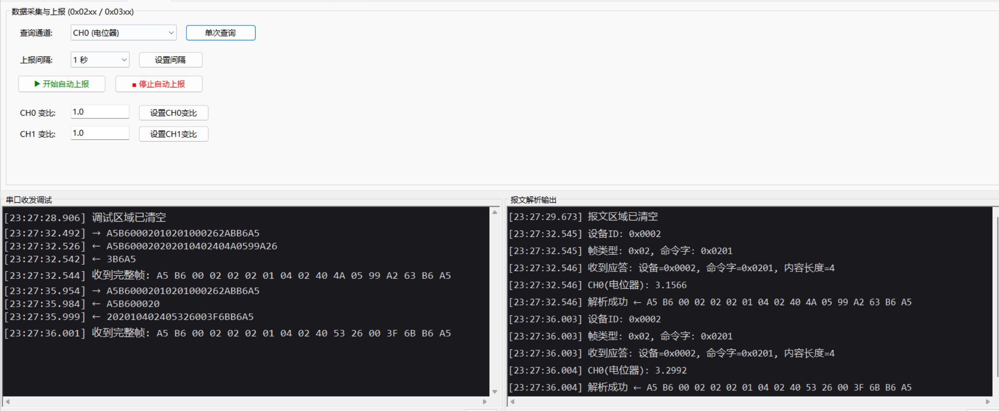 数据采集与上报 (0x02xx / 0x03xx)
查询通道: CH0 (电位器) 单次查询
上报间隔: 1 秒 设置间隔
▶ 开始自动上报 ■ 停止自动上报
CH0 变比: 1.0 设置CH0变比
CH1 变比: 1.0 设置CH1变比
串口收发调试
[23:27:28.906] 调试区域已清空
[23:27:32.492] → A5B60002010201000262ABB6A5
[23:27:32.526] ← A5B6000202020104024​04A0599A26
[23:27:32.542] ← 3B6A5
[23:27:32.544] 收到完整帧: A5 B6 00 02 02 02 01 04 02 40 4A 05 99 A2 63 B6 A5
[23:27:35.954] → A5B60002010201000262ABB6A5
[23:27:35.984] ← A5B600020
[23:27:35.999] ← 202010402405326003F6BB6A5
[23:27:36.001] 收到完整帧: A5 B6 00 02 02 02 01 04 02 40 53 26 00 3F 6B B6 A5
报文解析输出
[23:27:29.673] 报文区域已清空
[23:27:32.545] 设备ID: 0x0002
[23:27:32.545] 帧类型: 0x02, 命令字: 0x0201
[23:27:32.546] 收到应答: 设备=0x0002, 命令字=0x0201, 内容长度=4
[23:27:32.546] CH0(电位器): 3.1566
[23:27:32.546] 解析成功 ← A5 B6 00 02 02 02 01 04 02 40 4A 05 99 A2 63 B6 A5
[23:27:36.003] 设备ID: 0x0002
[23:27:36.003] 帧类型: 0x02, 命令字: 0x0201
[23:27:36.003] 收到应答: 设备=0x0002, 命令字=0x0201, 内容长度=4
[23:27:36.004] CH0(电位器): 3.2992
[23:27:36.004] 解析成功 ← A5 B6 00 02 02 02 01 04 02 40 53 26 00 3F 6B B6 A5